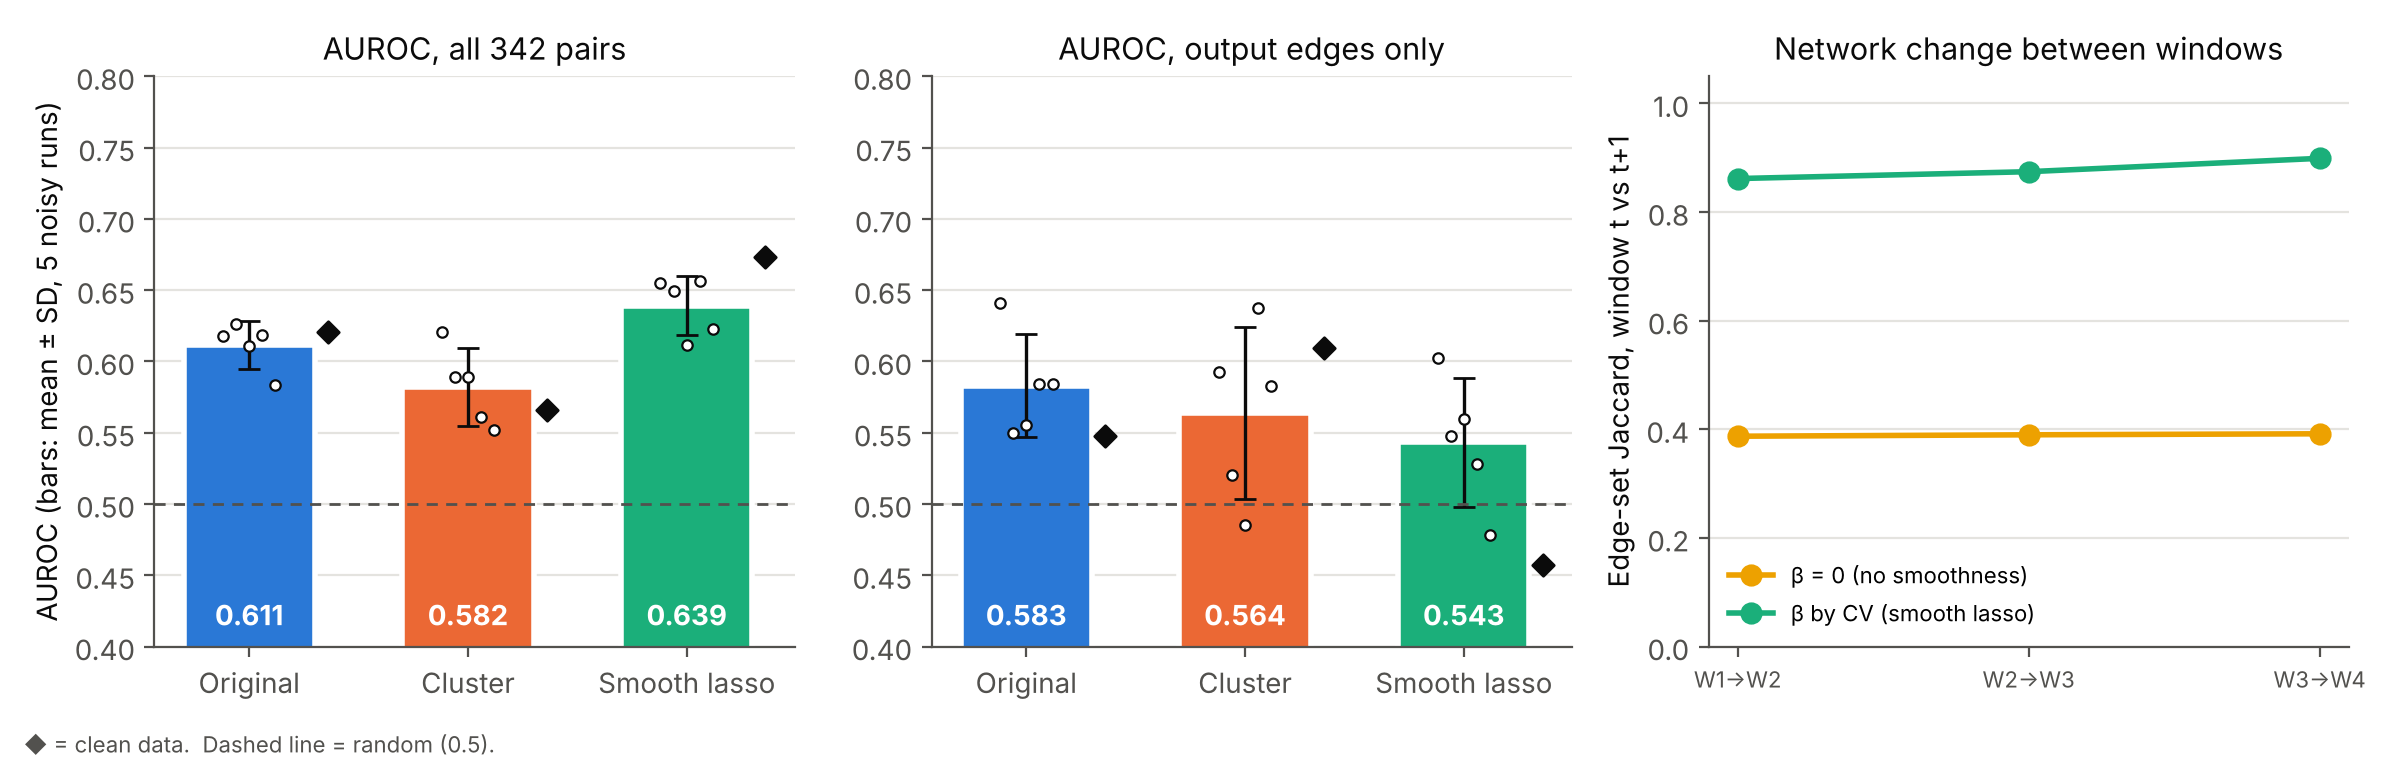 AUROC, all 342 pairs
AUROC (bars: mean ± SD, 5 noisy runs)
0.80
0.75
0.70
0.65
0.60
0.55
0.50
0.45
0.40
0.611
0.582
0.639
Original
Cluster
Smooth lasso
AUROC, output edges only
0.80
0.75
0.70
0.65
0.60
0.55
0.50
0.45
0.40
0.583
0.564
0.543
Original
Cluster
Smooth lasso
Network change between windows
Edge-set Jaccard, window t vs t+1
1.0
0.8
0.6
0.4
0.2
0.0
β = 0 (no smoothness)
β by CV (smooth lasso)
W1→W2
W2→W3
W3→W4
◆ = clean data. Dashed line = random (0.5).